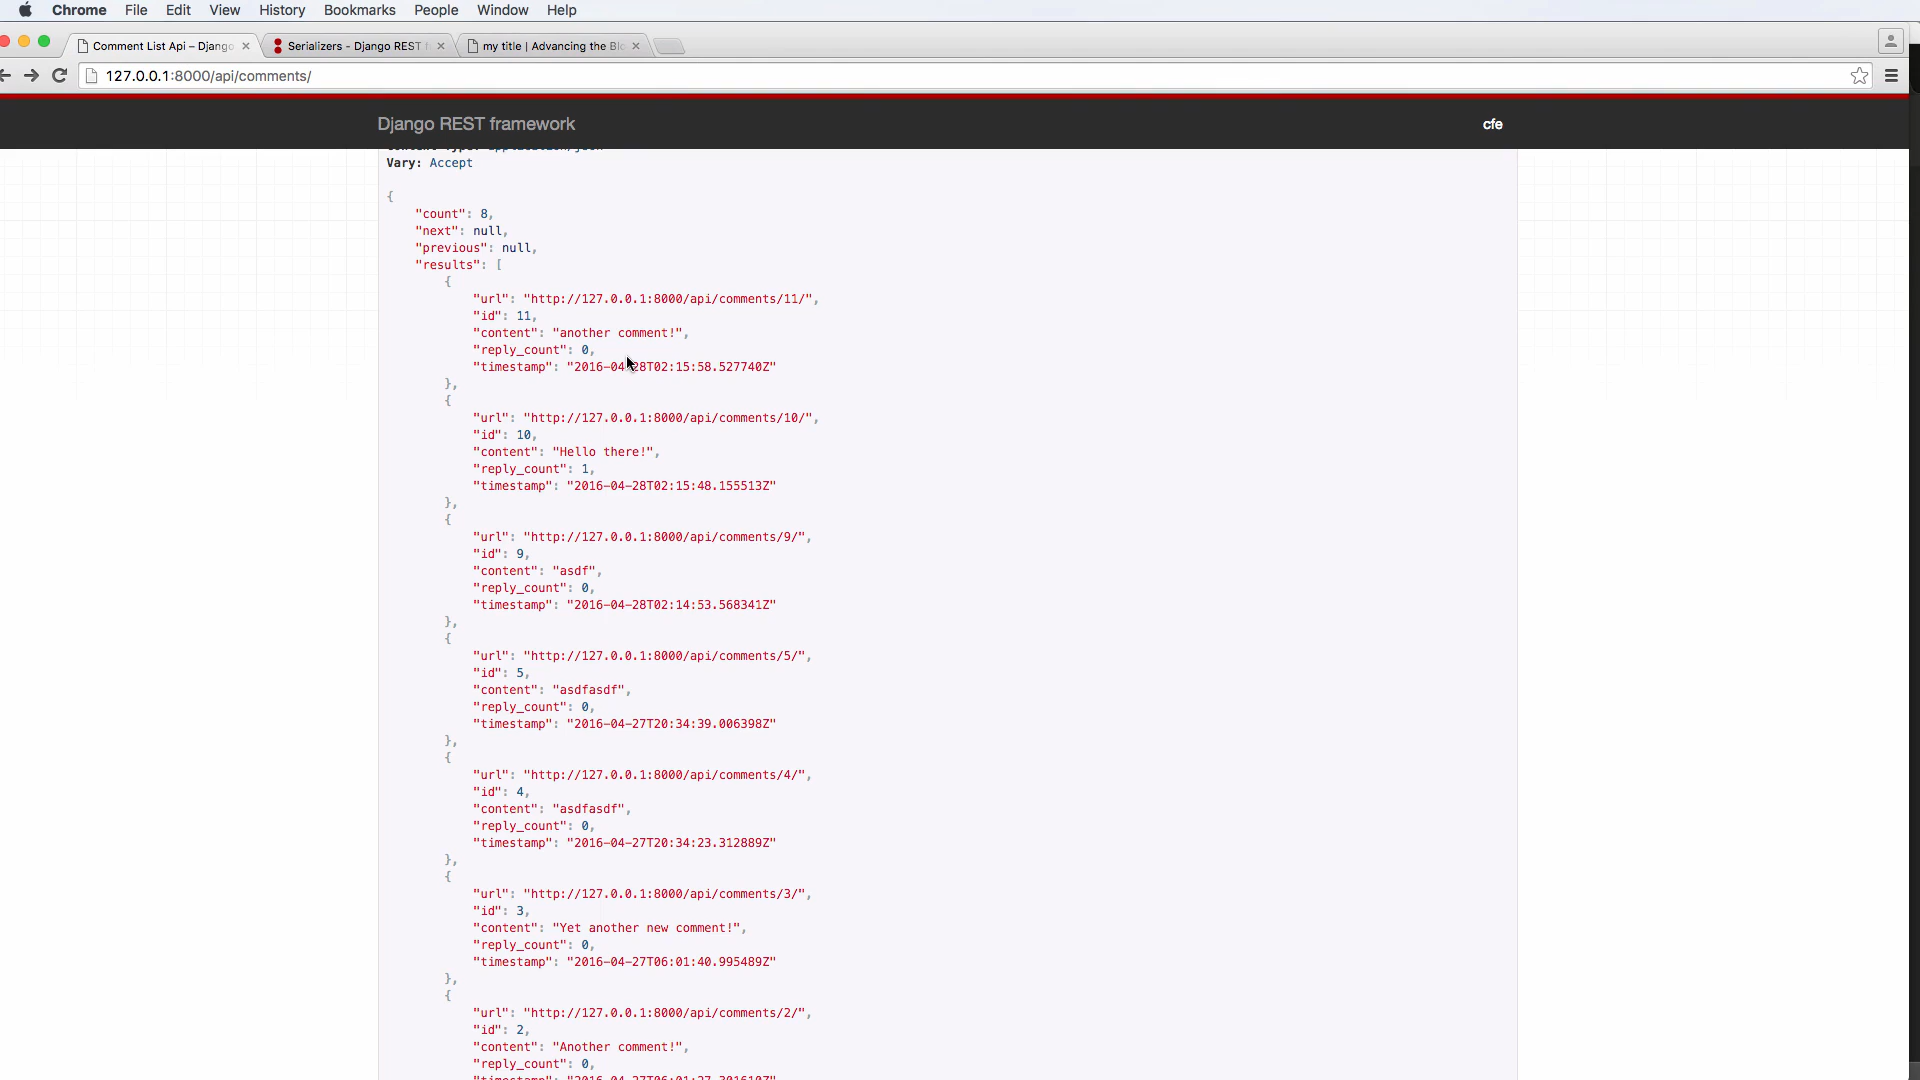 Chrome File Edit View History Bookmarks People Window Help
Comment List Api – Django Serializers - Django REST f my title | Advancing the Blo
127.0.0.1:8000/api/comments/
Django REST framework cfe
Vary: Accept
{
"count": 8,
"next": null,
"previous": null,
"results": [
{
"url": "http://127.0.0.1:8000/api/comments/11/",
"id": 11,
"content": "another comment!",
"reply_count": 0,
"timestamp": "2016-04-28T02:15:58.527740Z"
},
{
"url": "http://127.0.0.1:8000/api/comments/10/",
"id": 10,
"content": "Hello there!",
"reply_count": 1,
"timestamp": "2016-04-28T02:15:48.155513Z"
},
{
"url": "http://127.0.0.1:8000/api/comments/9/",
"id": 9,
"content": "asdf",
"reply_count": 0,
"timestamp": "2016-04-28T02:14:53.568341Z"
},
{
"url": "http://127.0.0.1:8000/api/comments/5/",
"id": 5,
"content": "asdfasdf",
"reply_count": 0,
"timestamp": "2016-04-27T20:34:39.006398Z"
},
{
"url": "http://127.0.0.1:8000/api/comments/4/",
"id": 4,
"content": "asdfasdf",
"reply_count": 0,
"timestamp": "2016-04-27T20:34:23.312889Z"
},
{
"url": "http://127.0.0.1:8000/api/comments/3/",
"id": 3,
"content": "Yet another new comment!",
"reply_count": 0,
"timestamp": "2016-04-27T06:01:40.995489Z"
},
{
"url": "http://127.0.0.1:8000/api/comments/2/",
"id": 2,
"content": "Another comment!",
"reply_count": 0,